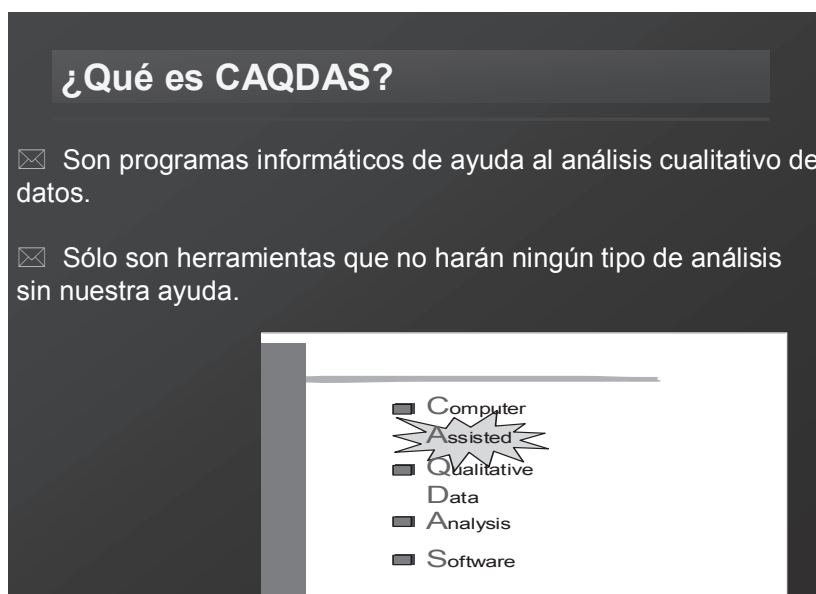 ¿Qué es CAQDAS?
Son programas informáticos de ayuda al análisis cualitativo de
datos.
Sólo son herramientas que no harán ningún tipo de análisis
sin nuestra ayuda.
Computer
Assisted
Qualitative
Data
Analysis
Software